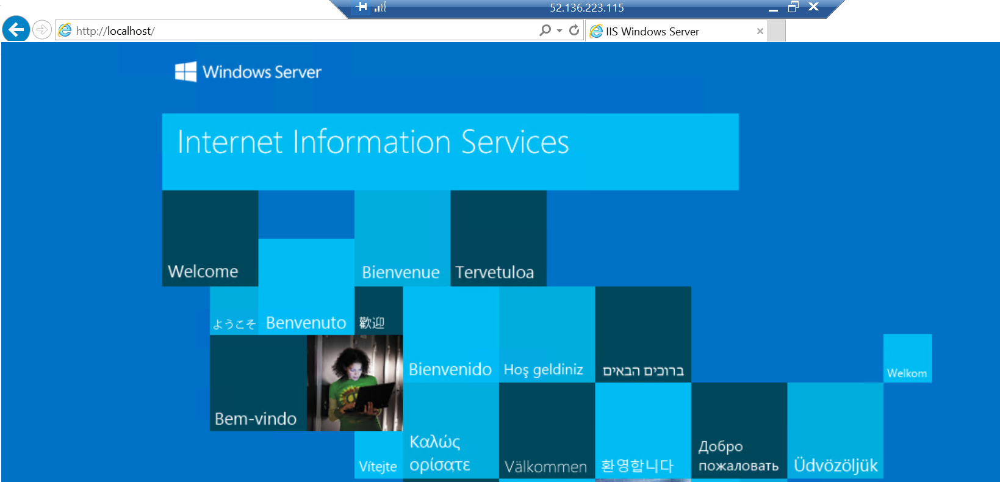 52.136.223.115
http://localhost/
IIS Windows Server
Windows Server
Internet Information Services
Welcome
Bienvenue
Tervetuloa
ようこそ
Benvenuto
歡迎
Bienvenido
Hoş geldiniz
ברוכים הבאים
Welkom
Bem-vindo
Vítejte
Καλώς
ορίσατε
Välkommen
환영합니다
Добро
пожаловать
Üdvözöljük